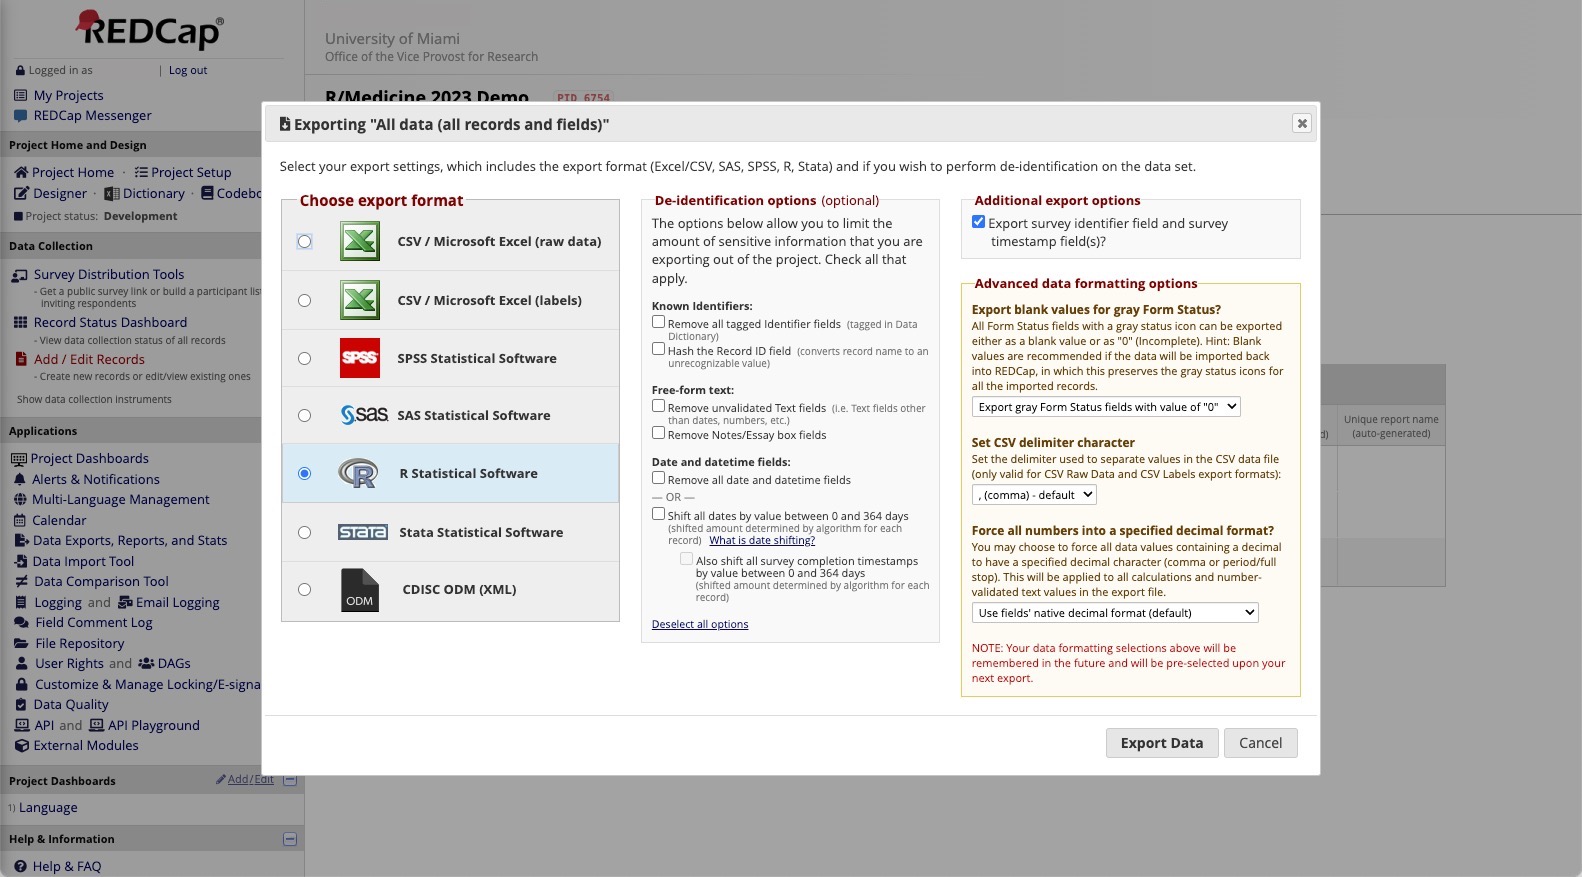 REDCap®
Logged in as | Log out
My Projects
REDCap Messenger
Project Home and Design
Project Home · Project Setup
Designer · Dictionary · Codebo
Project status: Development
Data Collection
Survey Distribution Tools
- Get a public survey link or build a participant lis
inviting respondents
Record Status Dashboard
- View data collection status of all records
Add / Edit Records
- Create new records or edit/view existing ones
Show data collection instruments
Applications
Project Dashboards
Alerts & Notifications
Multi-Language Management
Calendar
Data Exports, Reports, and Stats
Data Import Tool
Data Comparison Tool
Logging and Email Logging
Field Comment Log
File Repository
User Rights and DAGs
Customize & Manage Locking/E-signa
Data Quality
API and API Playground
External Modules
Project Dashboards Add/Edit
1) Language
Help & Information
Help & FAQ
University of Miami
Office of the Vice Provost for Research
R/Medicine 2023 Demo PID 6754
Exporting "All data (all records and fields)"
Select your export settings, which includes the export format (Excel/CSV, SAS, SPSS, R, Stata) and if you wish to perform de-identification on the data set.
Choose export format
CSV / Microsoft Excel (raw data)
CSV / Microsoft Excel (labels)
SPSS SPSS Statistical Software
sas SAS Statistical Software
R R Statistical Software
STATA Stata Statistical Software
ODM CDISC ODM (XML)
De-identification options (optional)
The options below allow you to limit the
amount of sensitive information that you are
exporting out of the project. Check all that
apply.
Known Identifiers:
Remove all tagged Identifier fields (tagged in Data
Dictionary)
Hash the Record ID field (converts record name to an
unrecognizable value)
Free-form text:
Remove unvalidated Text fields (i.e. Text fields other
than dates, numbers, etc.)
Remove Notes/Essay box fields
Date and datetime fields:
Remove all date and datetime fields
— OR —
Shift all dates by value between 0 and 364 days
(shifted amount determined by algorithm for each
record) What is date shifting?
Also shift all survey completion timestamps
by value between 0 and 364 days
(shifted amount determined by algorithm for each
record)
Deselect all options
Additional export options
Export survey identifier field and survey
timestamp field(s)?
Advanced data formatting options
Export blank values for gray Form Status?
All Form Status fields with a gray status icon can be exported
either as a blank value or as "0" (Incomplete). Hint: Blank
values are recommended if the data will be imported back
into REDCap, in which this preserves the gray status icons for
all the imported records.
Export gray Form Status fields with value of "0"
Set CSV delimiter character
Set the delimiter used to separate values in the CSV data file
(only valid for CSV Raw Data and CSV Labels export formats):
, (comma) - default
Force all numbers into a specified decimal format?
You may choose to force all data values containing a decimal
to have a specified decimal character (comma or period/full
stop). This will be applied to all calculations and number-
validated text values in the export file.
Use fields' native decimal format (default)
NOTE: Your data formatting selections above will be
remembered in the future and will be pre-selected upon your
next export.
Export Data Cancel
Unique report name
d) (auto-generated)